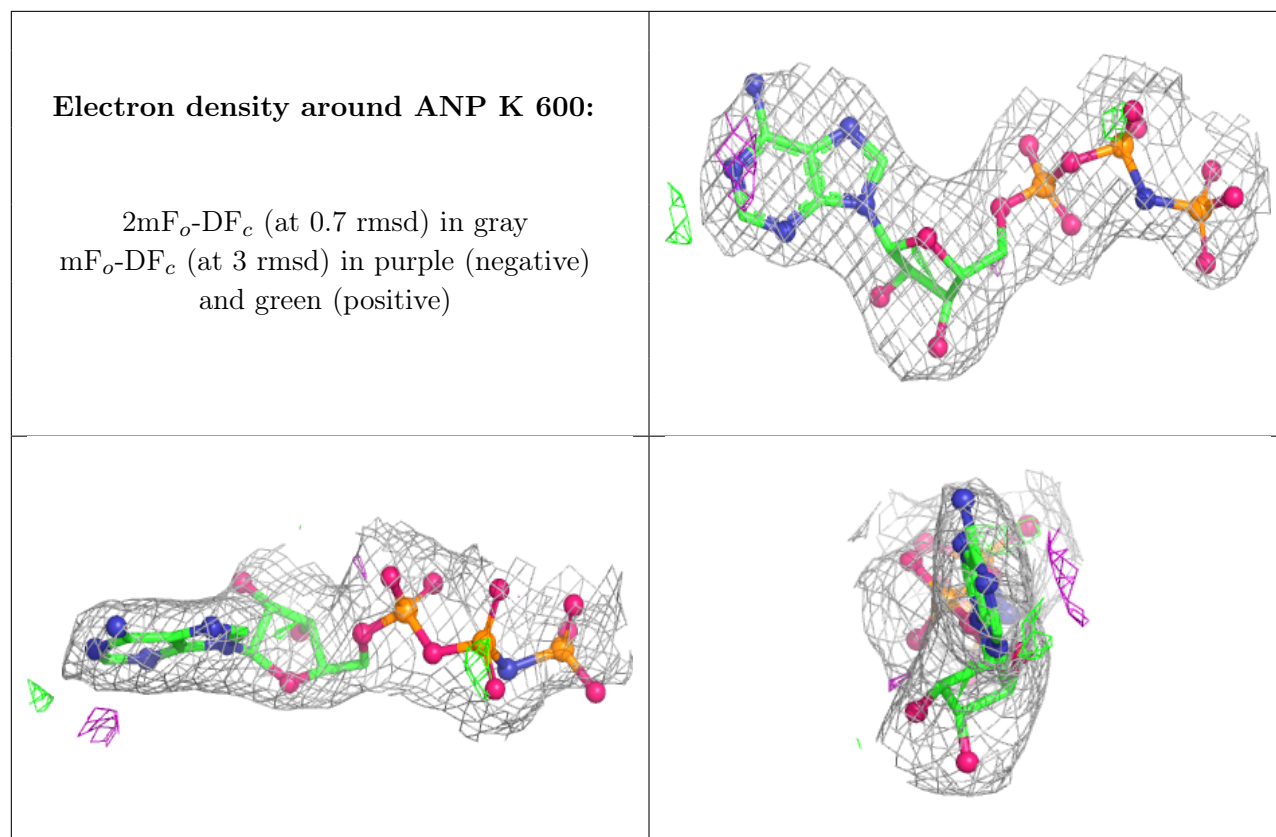 Electron density around ANP K 600:
2mFo-DFc (at 0.7 rmsd) in gray
mFo-DFc (at 3 rmsd) in purple (negative)
and green (positive)